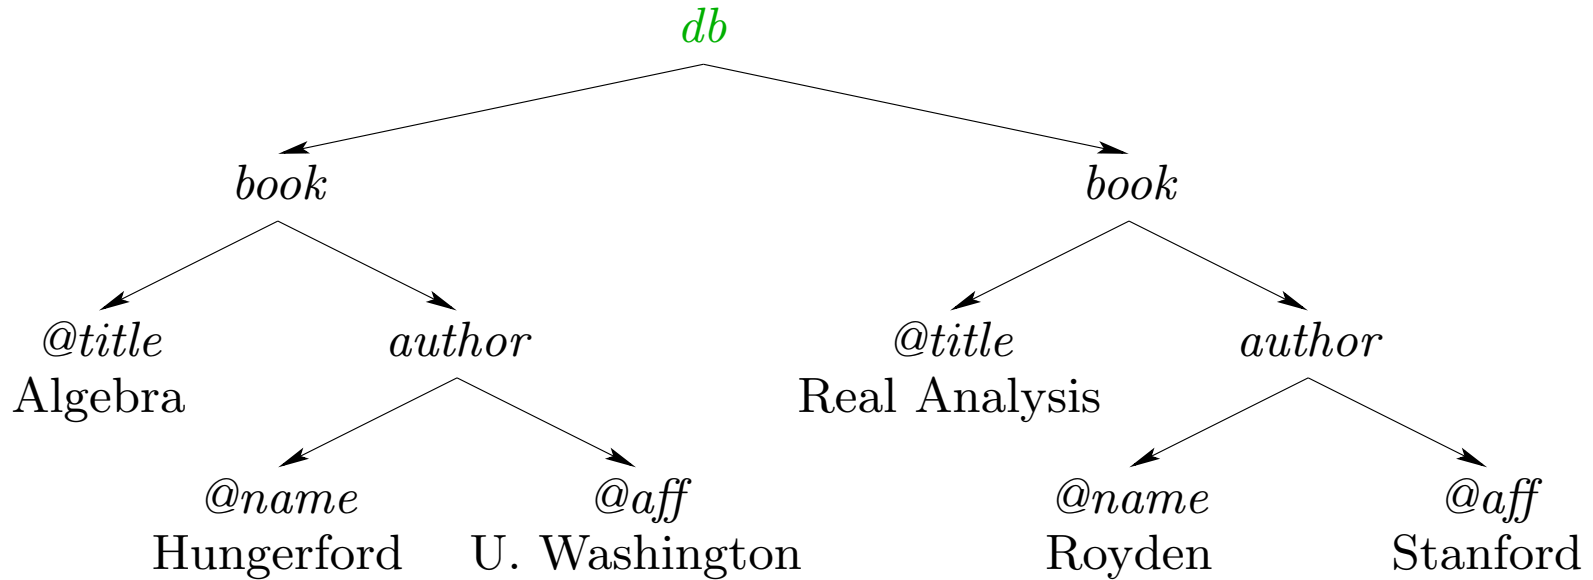 db
book book
@title author @title author
Algebra Real Analysis
@name @aff @name @aff
Hungerford U. Washington Royden Stanford